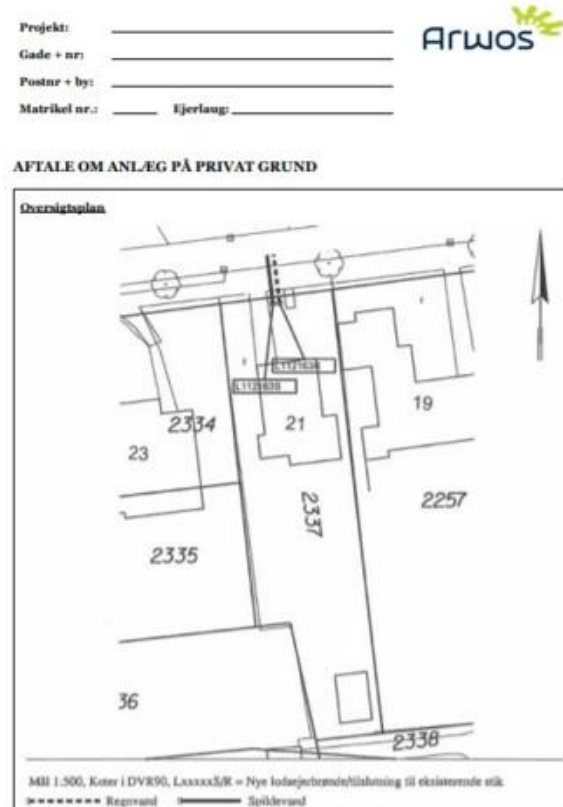 Projekt:
Arwos
Gade + nr:
Postnr + by:
Matrikel nr.: Ejerlaug:
AFTALE OM ANLÆG PÅ PRIVAT GRUND
Oversigtsplan
L112163S
2334
21
19
23
2337
2257
2335
36
2338
Mål 1:500, Koter i DVR90, LxxxxxS/R = Nye lodsejerbrønde/tilslutning til eksisterende stik
Regnvand Spildevand